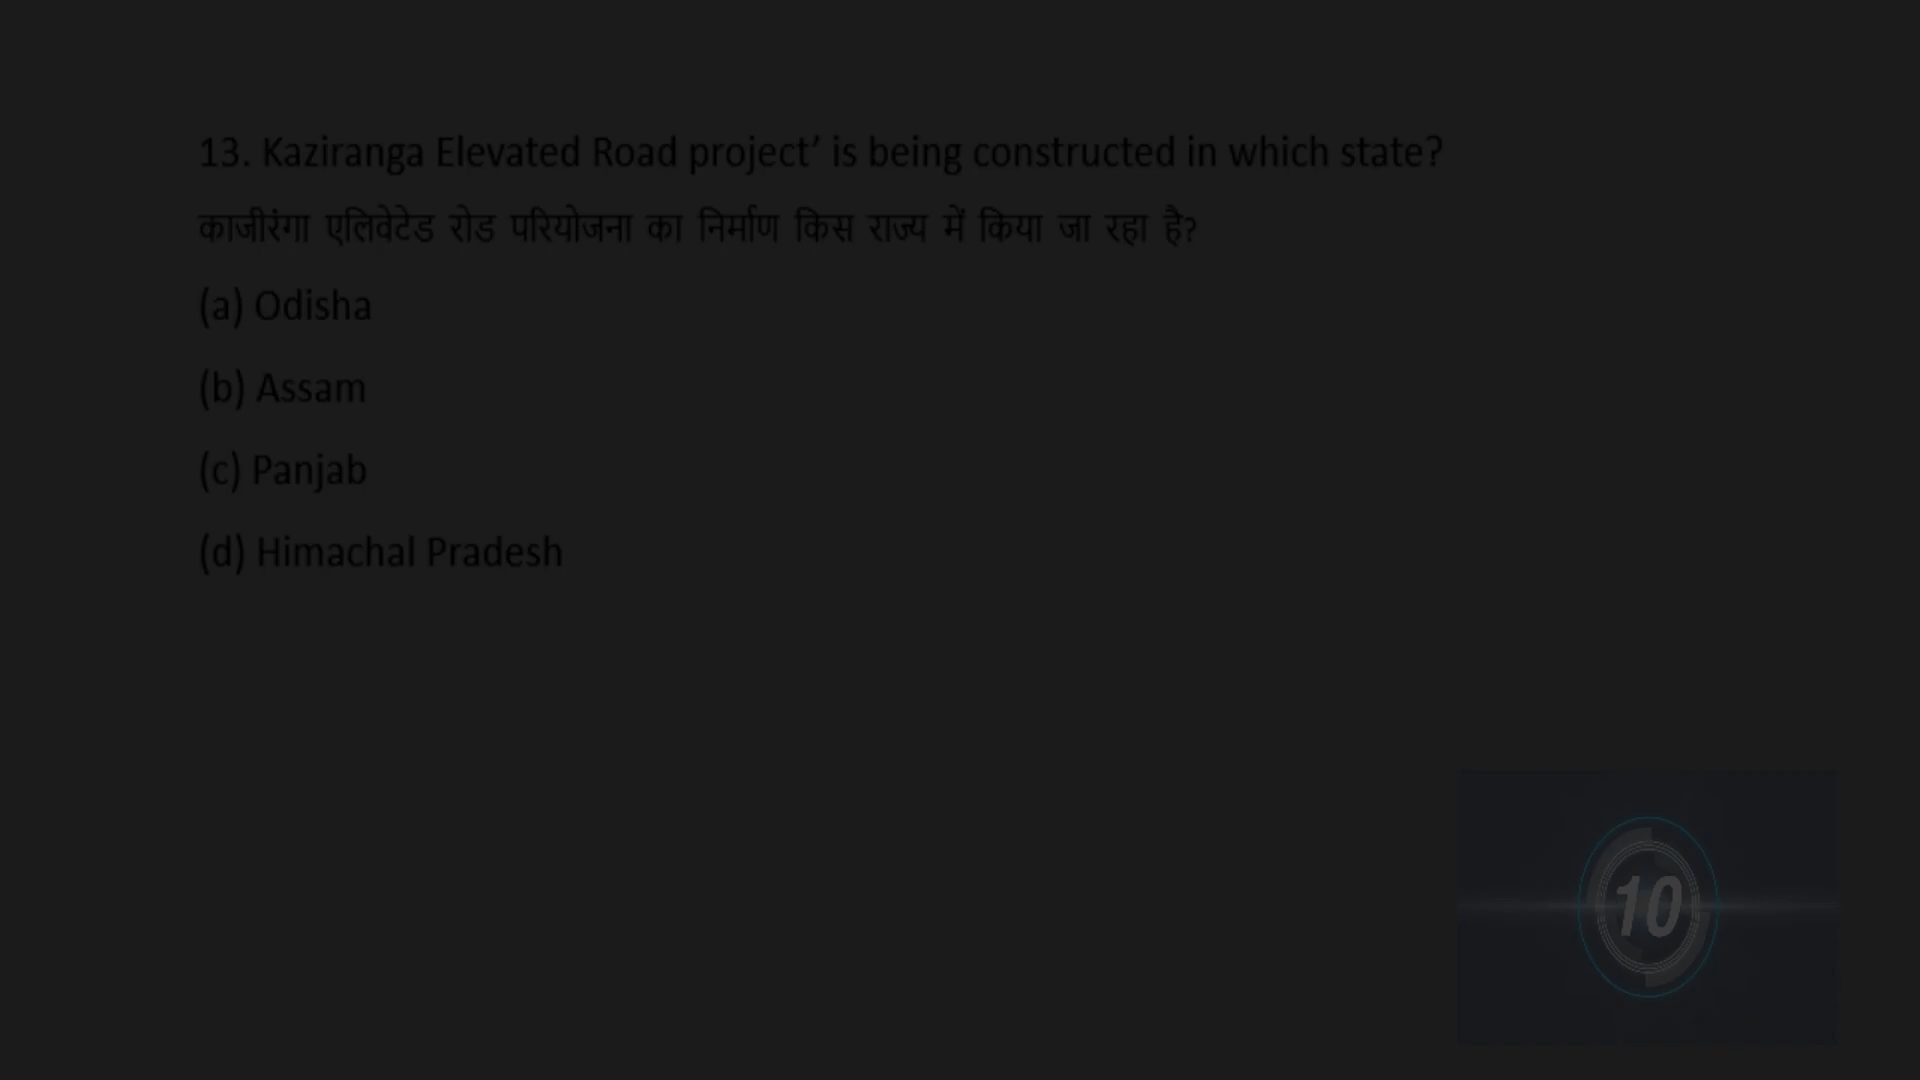 13. Kaziranga Elevated Road project’ is being constructed in which state?
काजीरंगा एलिवेटेड रोड परियोजना का निर्माण किस राज्य में किया जा रहा है?
(a) Odisha
(b) Assam
(c) Panjab
(d) Himachal Pradesh
10